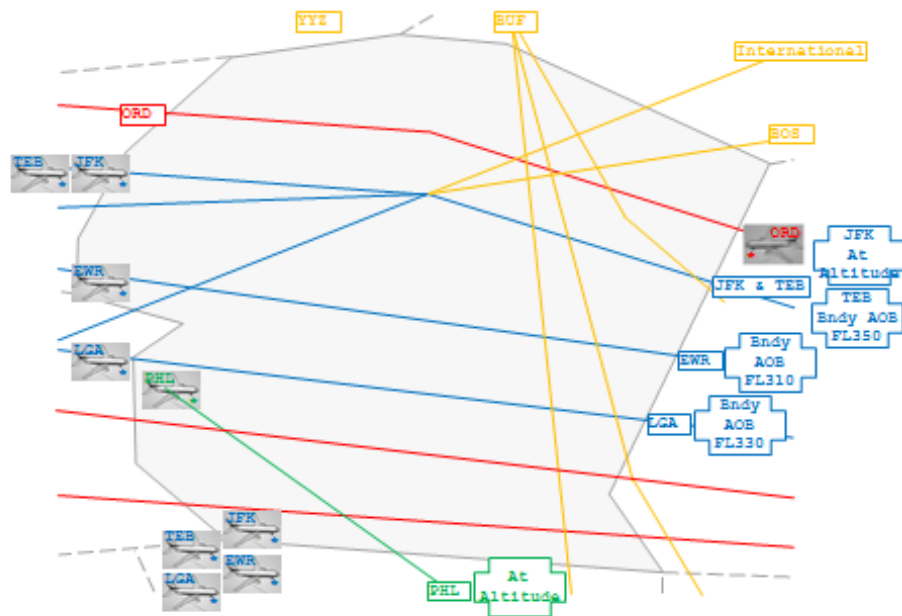 YYZ
BUF
International
ORD
BOS
TEB
JFK
ORD
JFK
At
Altitude
EWR
JFK & TEB
TEB
Bndy AOB
FL350
LGA
EWR
Bndy
AOB
FL310
PHL
LGA
Bndy
AOB
FL330
JFK
TEB
EWR
LGA
PHL
At
Altitude